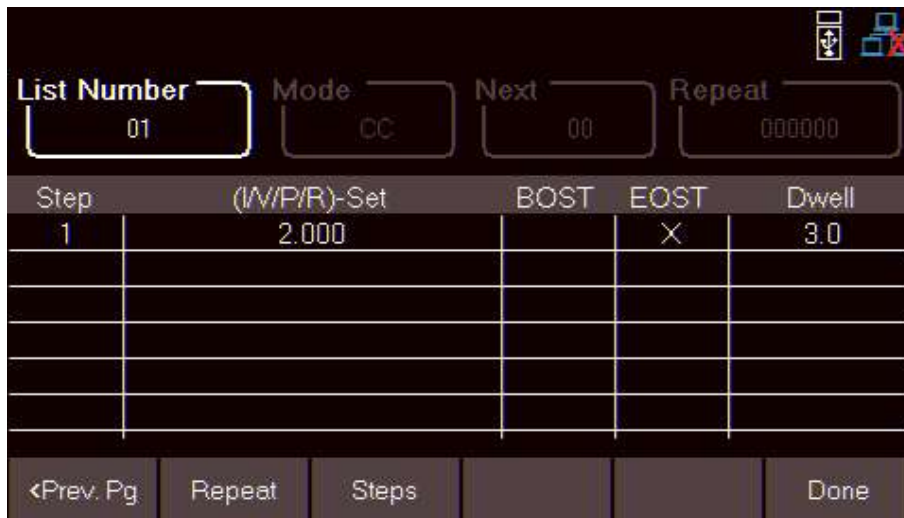 List Number Mode Next Repeat
01 CC 00 000000
Step (I/V/P/R)-Set BOST EOST Dwell
1 2.000 X 3.0
<Prev. Pg Repeat Steps Done